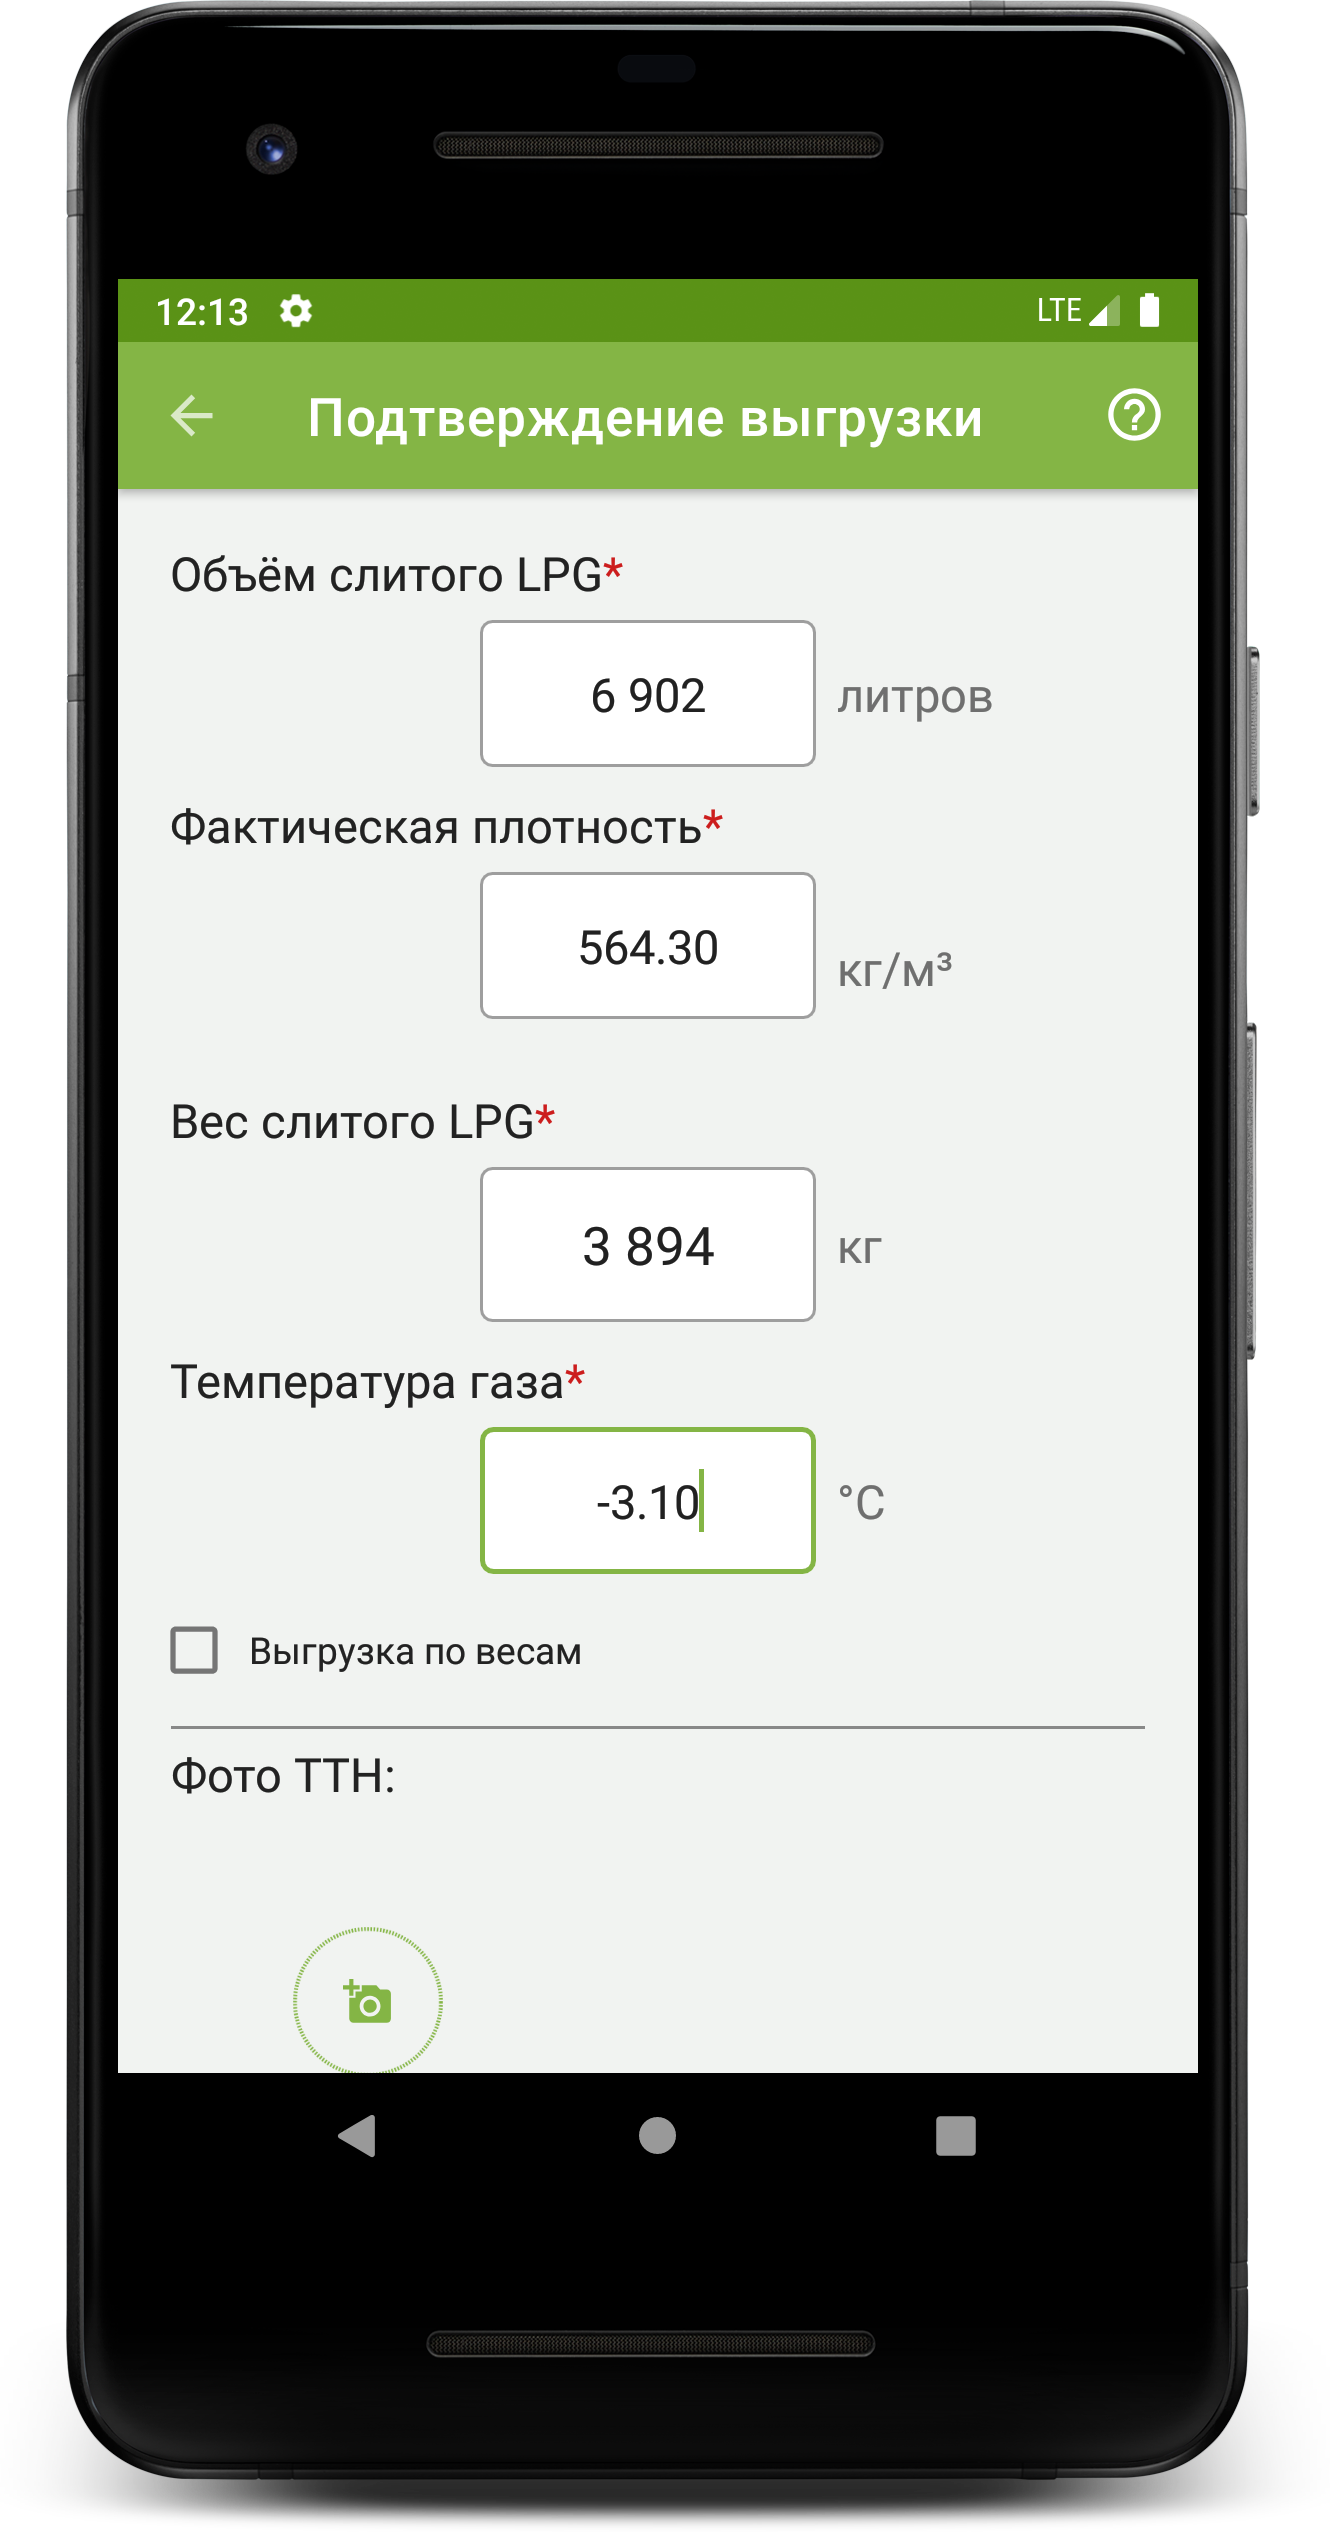 12:13 LTE
Подтверждение выгрузки
Объём слитого LPG*
6 902 литров
Фактическая плотность*
564.30 кг/м³
Вес слитого LPG*
3 894 кг
Температура газа*
-3.10 °C
Выгрузка по весам
Фото ТТН: